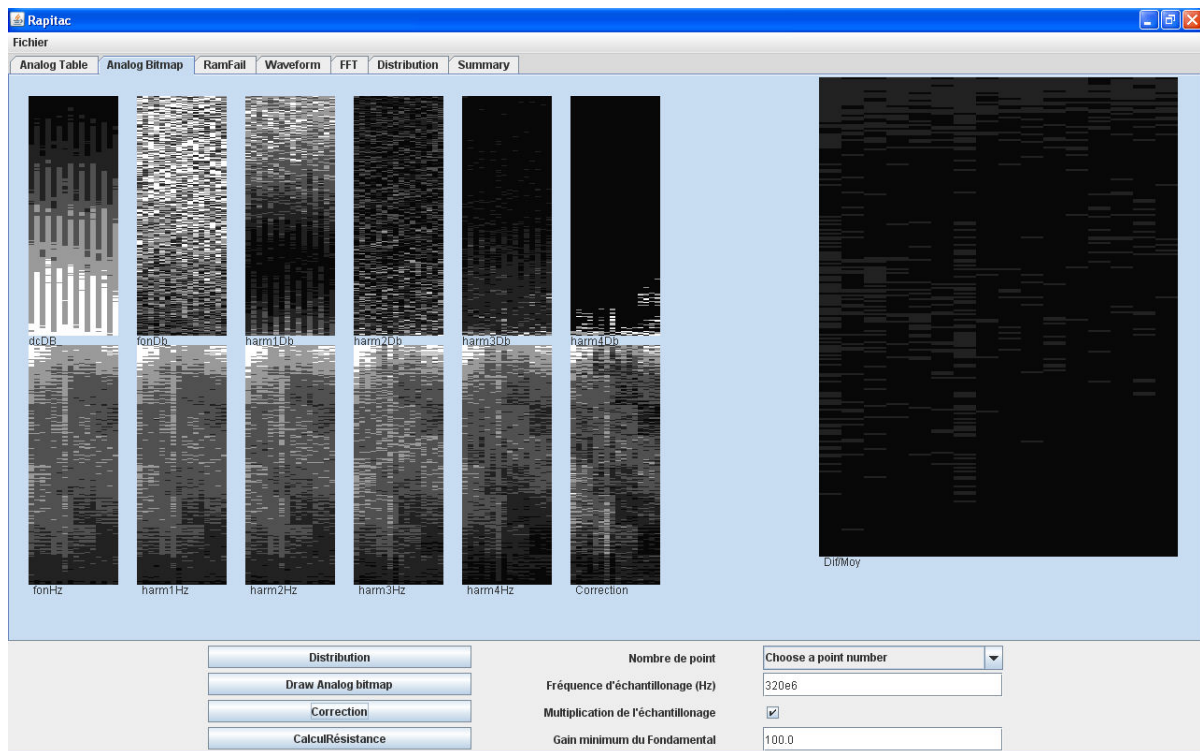 Rapitac
Fichier
Analog Table Analog Bitmap RamFail Waveform FFT Distribution Summary
dcDB_ fonDb_ harm1Db harm2Db harm3Db harm4Db
fonHz harm1Hz harm2Hz harm3Hz harm4Hz Correction
Dif/Moy
Distribution Nombre de point Choose a point number
Draw Analog bitmap Fréquence d'échantillonage (Hz) 320e6
Correction Multiplication de l'échantillonage
CalculRésistance Gain minimum du Fondamental 100.0